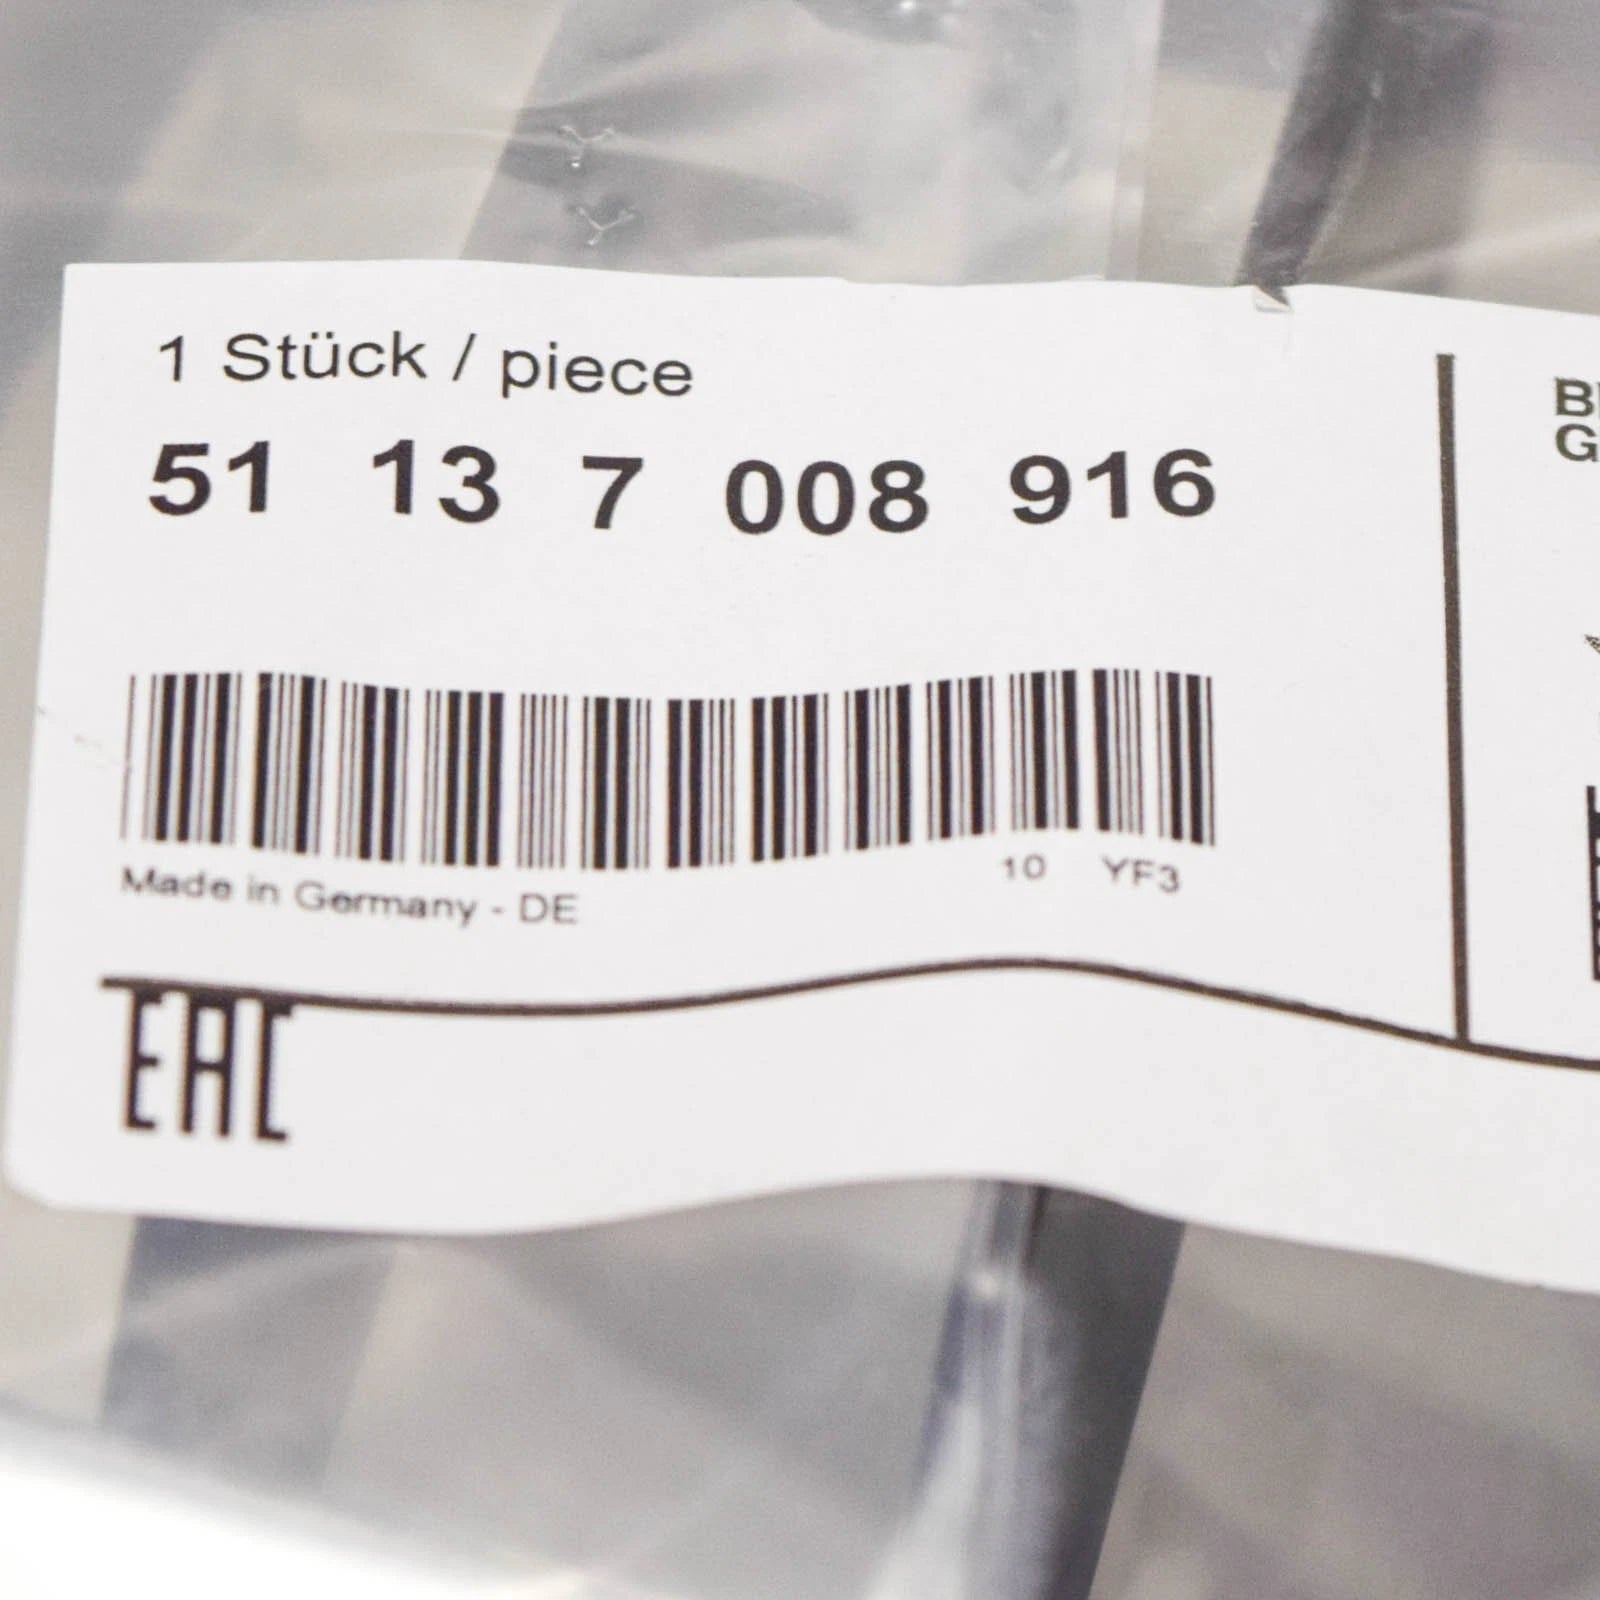 1 Stück / piece
51 13 7 008 916
Made in Germany - DE
10 YF3
EAC